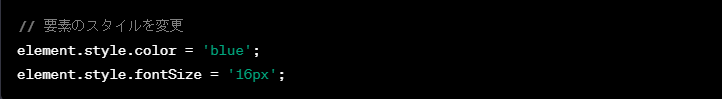 // 要素のスタイルを変更
element.style.color = 'blue';
element.style.fontSize = '16px';